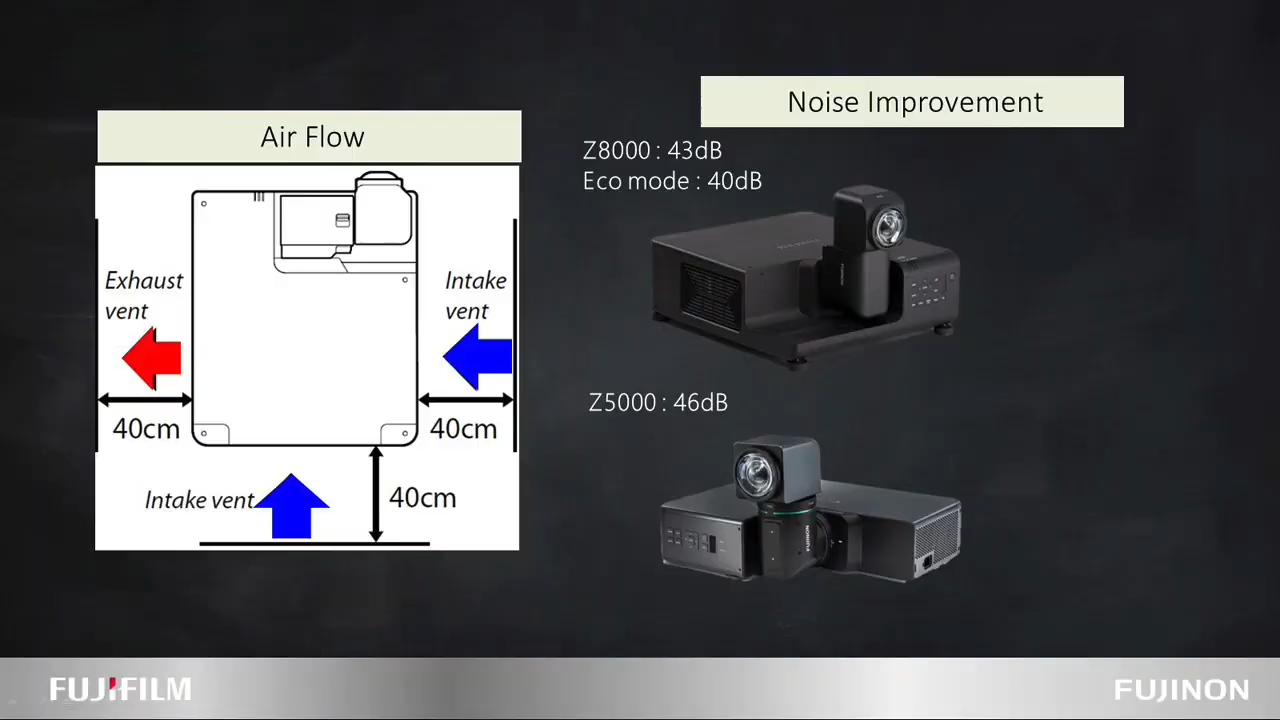 Air Flow
Exhaust
vent
Intake
vent
40cm
40cm
Intake vent
40cm
Noise Improvement
Z8000 : 43dB
Eco mode : 40dB
Z5000 : 46dB
FUJINON
FUJIFILM
FUJINON